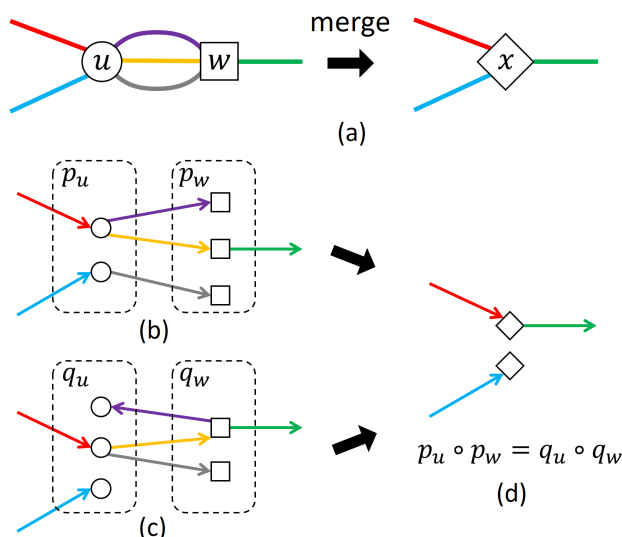 merge
u
w
x
(a)
p_u
p_w
(b)
q_u
q_w
p_u ∘ p_w = q_u ∘ q_w
(d)
(c)